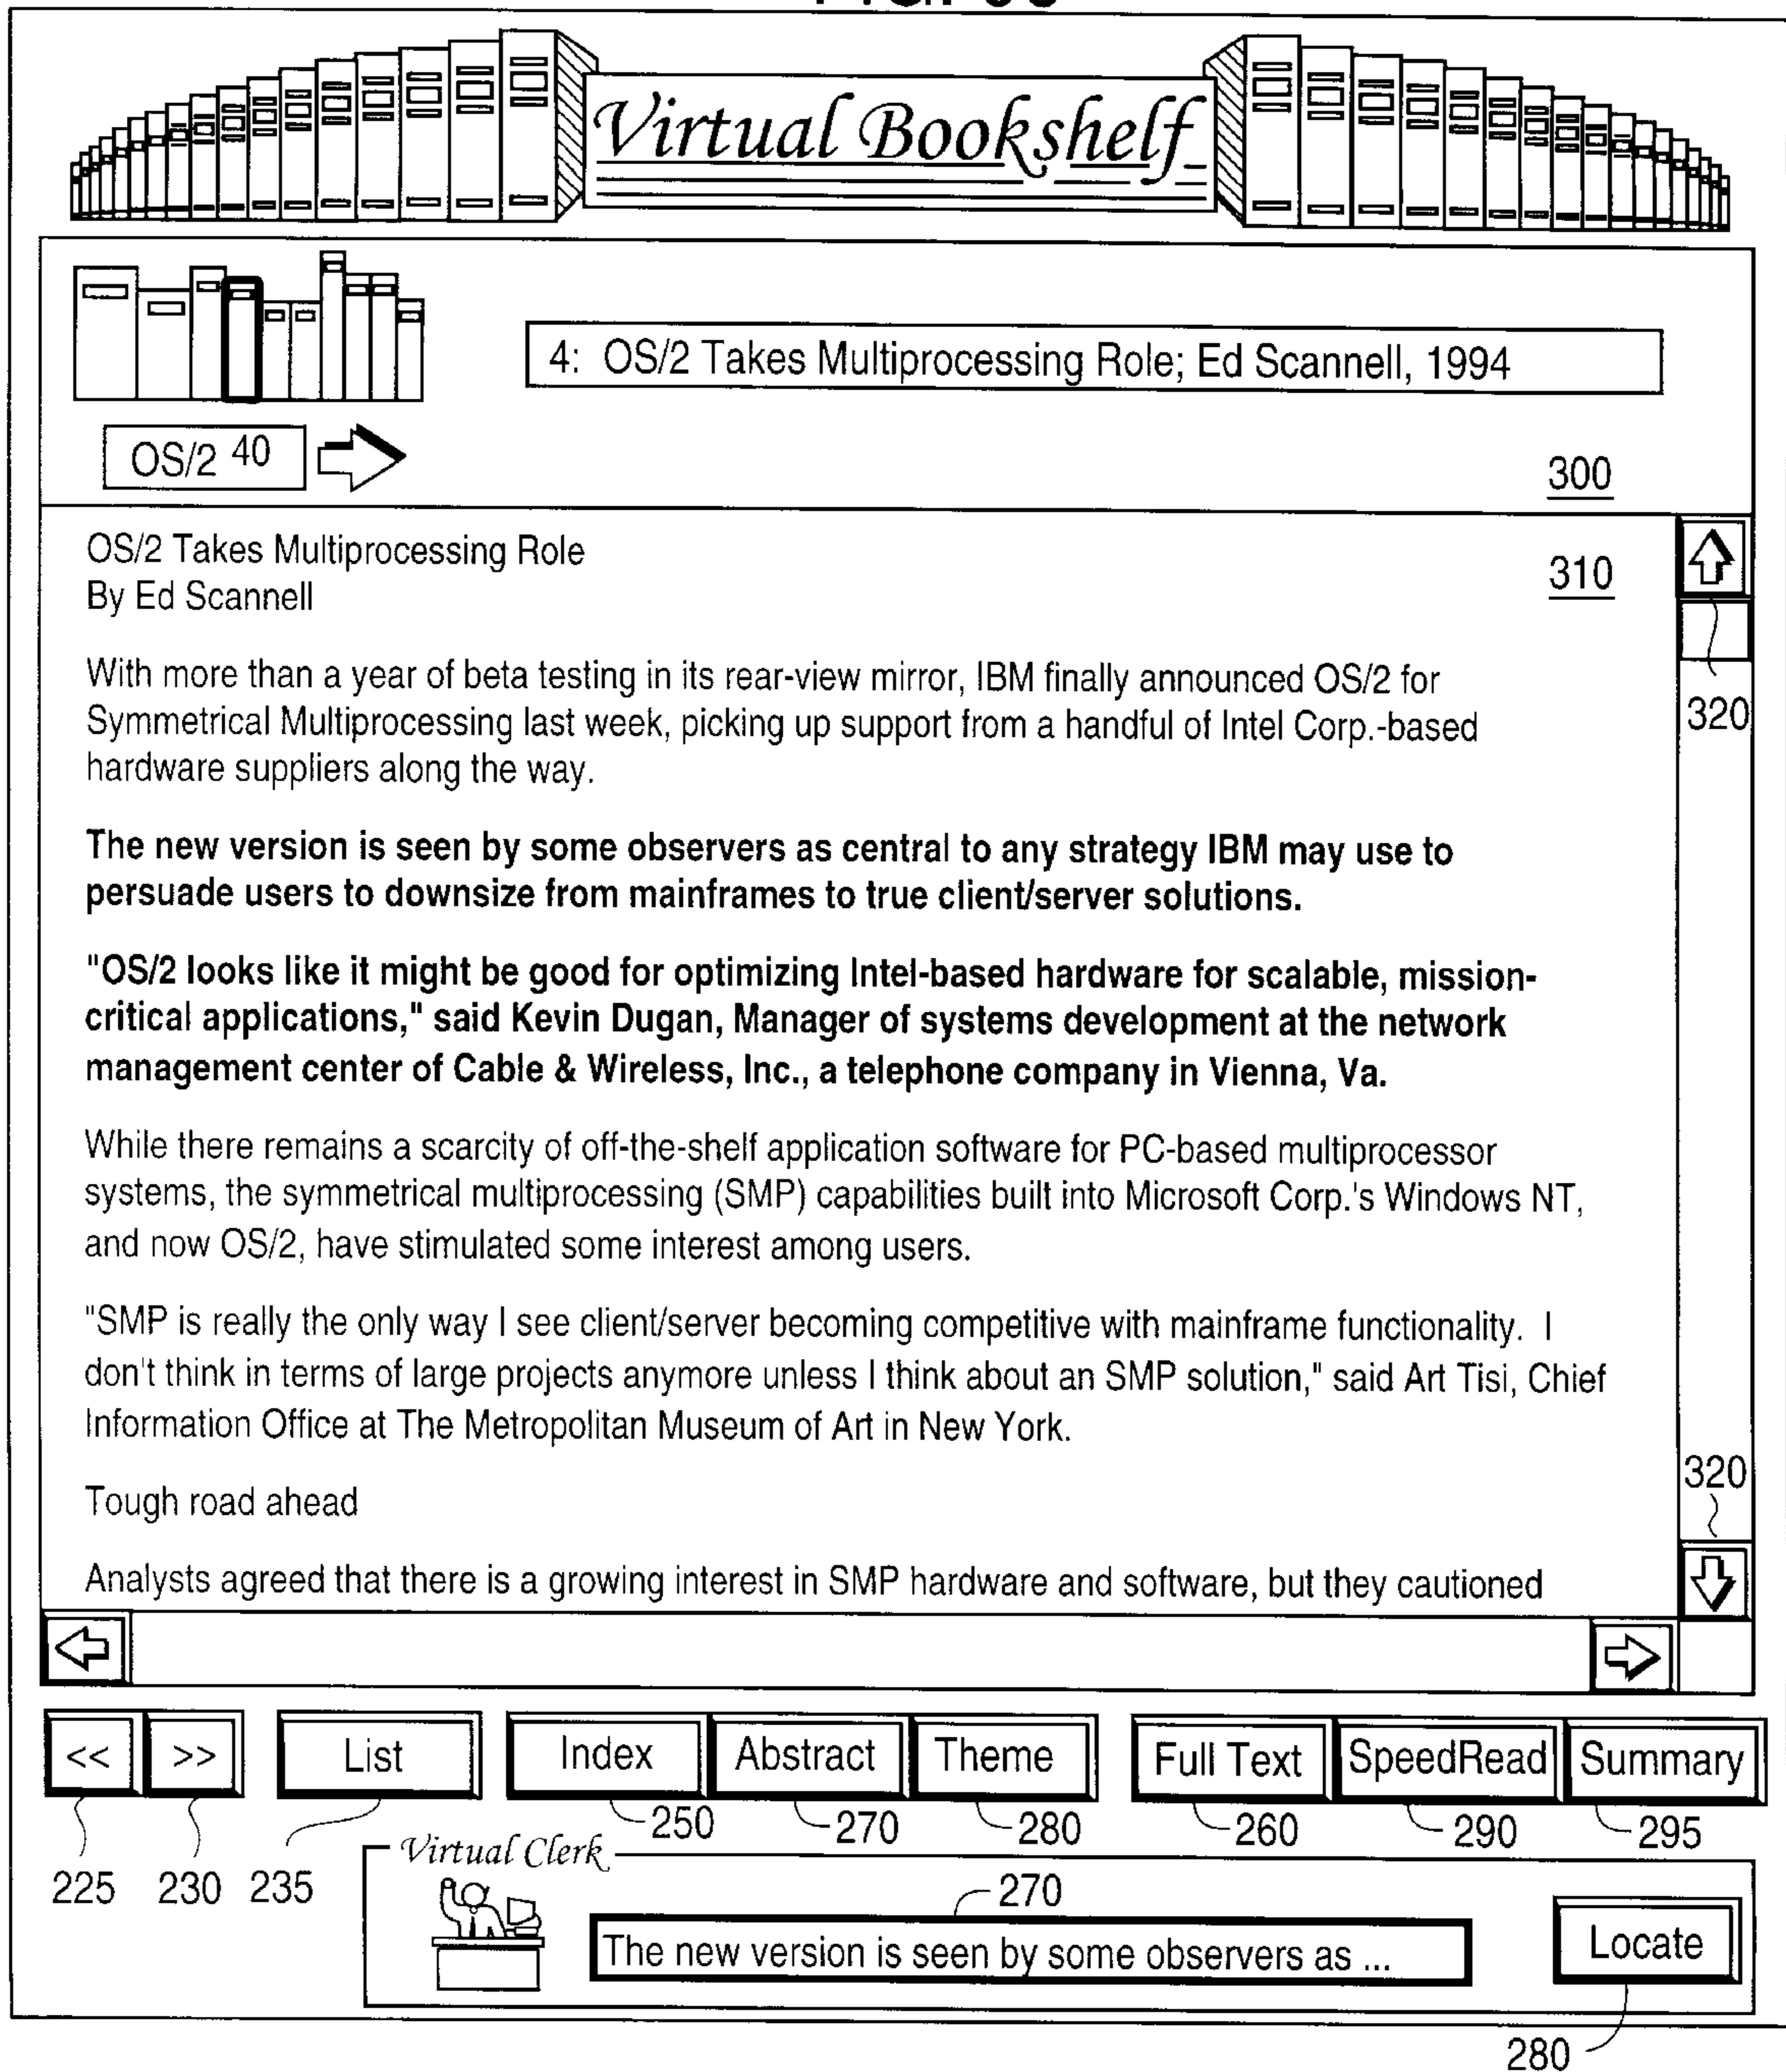 Virtual Bookshelf
4: OS/2 Takes Multiprocessing Role; Ed Scannell, 1994
OS/2 40
300
OS/2 Takes Multiprocessing Role
310
By Ed Scannell
With more than a year of beta testing in its rear-view mirror, IBM finally announced OS/2 for
320
Symmetrical Multiprocessing last week, picking up support from a handful of Intel Corp.-based
hardware suppliers along the way.
The new version is seen by some observers as central to any strategy IBM may use to
persuade users to downsize from mainframes to true client/server solutions.
"OS/2 looks like it might be good for optimizing Intel-based hardware for scalable, mission-
critical applications," said Kevin Dugan, Manager of systems development at the network
management center of Cable & Wireless, Inc., a telephone company in Vienna, Va.
While there remains a scarcity of off-the-shelf application software for PC-based multiprocessor
systems, the symmetrical multiprocessing (SMP) capabilities built into Microsoft Corp.'s Windows NT,
and now OS/2, have stimulated some interest among users.
"SMP is really the only way I see client/server becoming competitive with mainframe functionality. I
don't think in terms of large projects anymore unless I think about an SMP solution," said Art Tisi, Chief
Information Office at The Metropolitan Museum of Art in New York.
320
Tough road ahead
Analysts agreed that there is a growing interest in SMP hardware and software, but they cautioned
<< >> List Index Abstract Theme Full Text SpeedRead Summary
250 270 280 260 290 295
225 230 235
Virtual Clerk
270
The new version is seen by some observers as ...
Locate
280